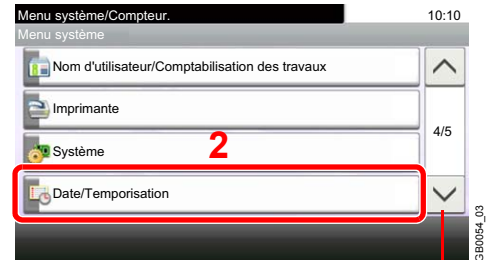 Menu système/Compteur. 10:10
Menu système
Nom d'utilisateur/Comptabilisation des travaux
Imprimante
4/5
Système
2
Date/Temporisation
GB0054_03